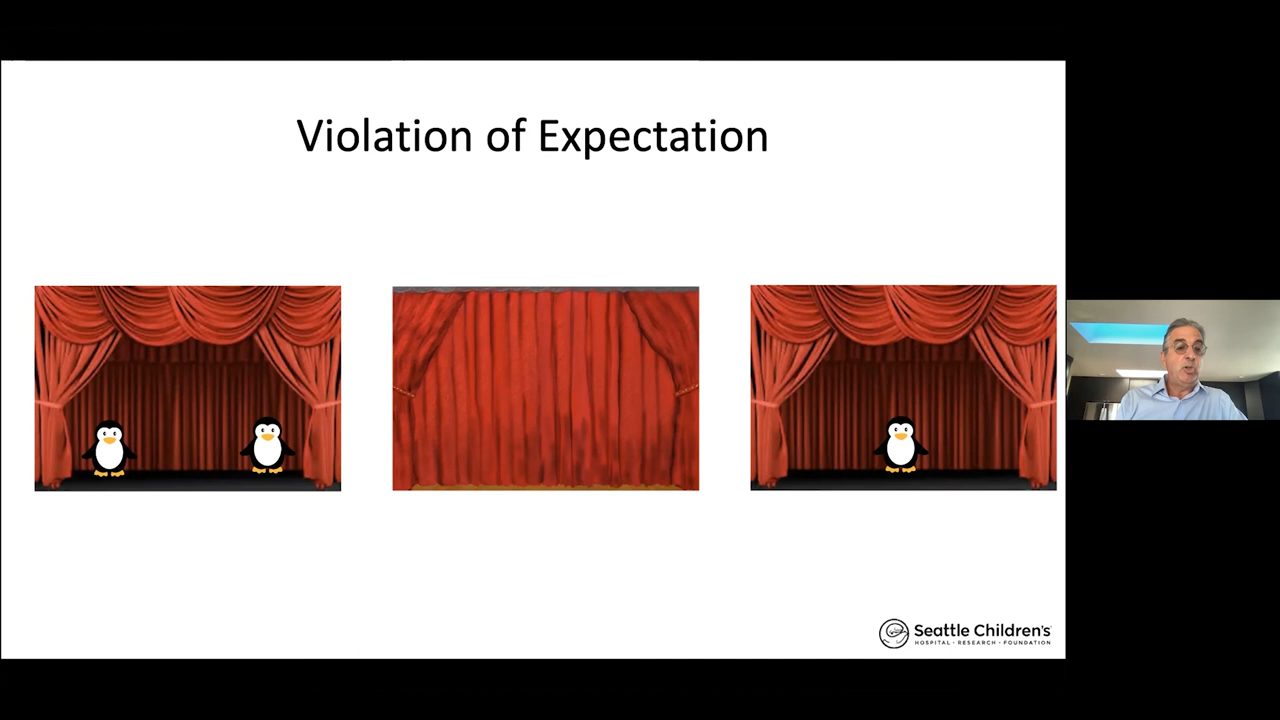 Violation of Expectation
Seattle Children's
HOSPITAL • RESEARCH • FOUNDATION